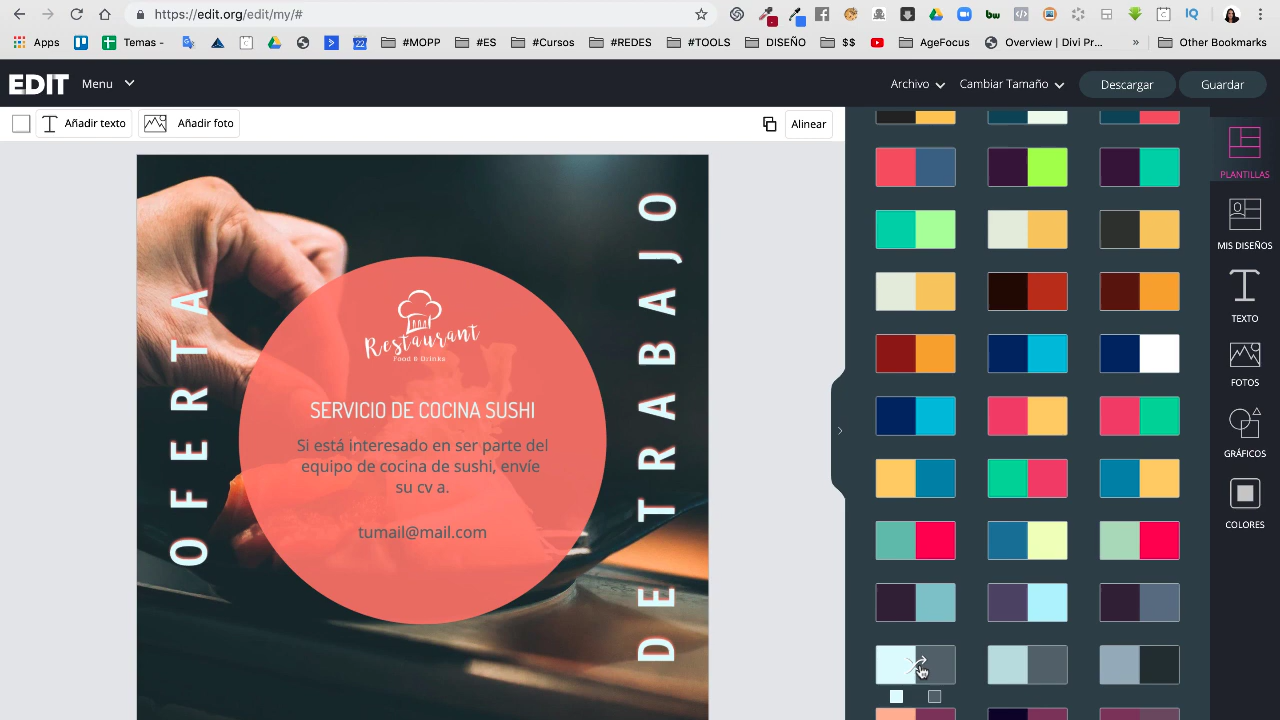 https://edit.org/edit/my/#
Apps
Temas -
22
#MOPP
#ES
#Cursos
#REDES
#TOOLS
DISEÑO
$$
AgeFocus
Overview | Divi Pr...
»
Other Bookmarks
bw
IQ
EDIT
Menu
Archivo
Cambiar Tamaño
Descargar
Guardar
Añadir texto
Añadir foto
Alinear
OFERTA
DE TRABAJO
Restaurant
Food & Drinks
SERVICIO DE COCINA SUSHI
Si está interesado en ser parte del
equipo de cocina de sushi, envíe
su cv a.
tumail@mail.com
PLANTILLAS
MIS DISEÑOS
TEXTO
FOTOS
GRÁFICOS
COLORES